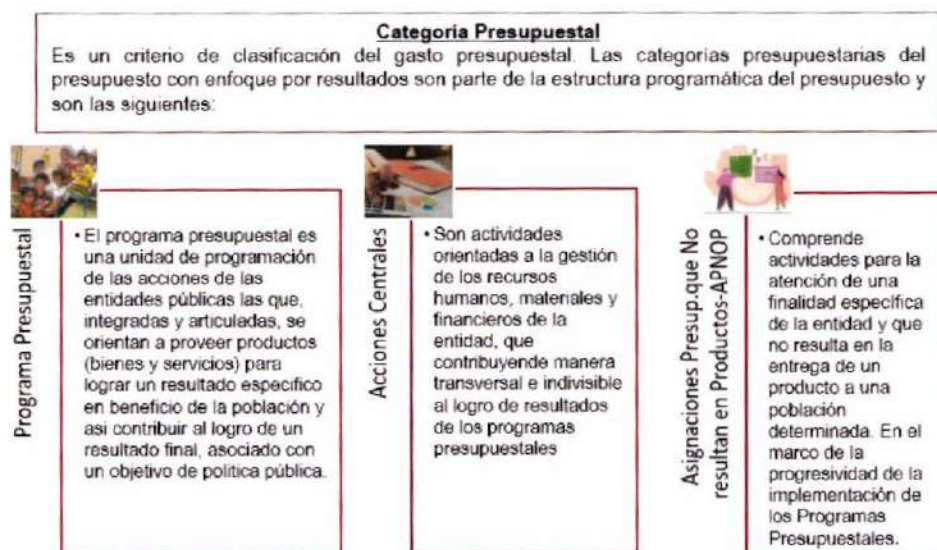 Categoría Presupuestal
Es un criterio de clasificación del gasto presupuestal. Las categorías presupuestarias del
presupuesto con enfoque por resultados son parte de la estructura programática del presupuesto y
son las siguientes:
Programa Presupuestal
• El programa presupuestal es
una unidad de programación
de las acciones de las
entidades públicas las que,
integradas y articuladas, se
orientan a proveer productos
(bienes y servicios) para
lograr un resultado especifico
en beneficio de la población y
asi contribuir al logro de un
resultado final, asociado con
un objetivo de politica pública.
Acciones Centrales
• Son actividades
orientadas a la gestión
de los recursos
humanos, materiales y
financieros de la
entidad, que
contribuyende manera
transversal e indivisible
al logro de resultados
de los programas
presupuestales
Asignaciones Presup.que No
resultan en Productos-APNOP
• Comprende
actividades para la
atención de una
finalidad específica
de la entidad y que
no resulta en la
entrega de un
producto a una
población
determinada. En el
marco de la
progresividad de la
implementación de
los Programas
Presupuestales.